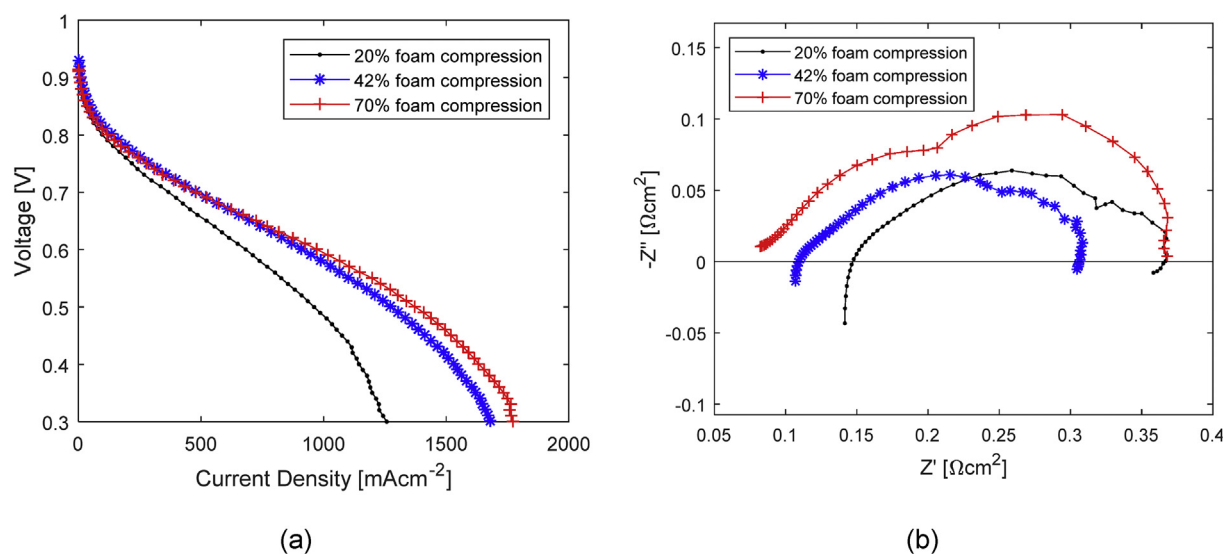 1
0.9
0.8
0.7
0.6
0.5
0.4
0.3
Voltage [V]
20% foam compression
42% foam compression
70% foam compression
0 500 1000 1500 2000
Current Density [mAcm⁻²]
(a)
0.15
0.1
0.05
0
-0.05
-0.1
-Z" [Ωcm²]
20% foam compression
42% foam compression
70% foam compression
0.05 0.1 0.15 0.2 0.25 0.3 0.35 0.4
Z' [Ωcm²]
(b)